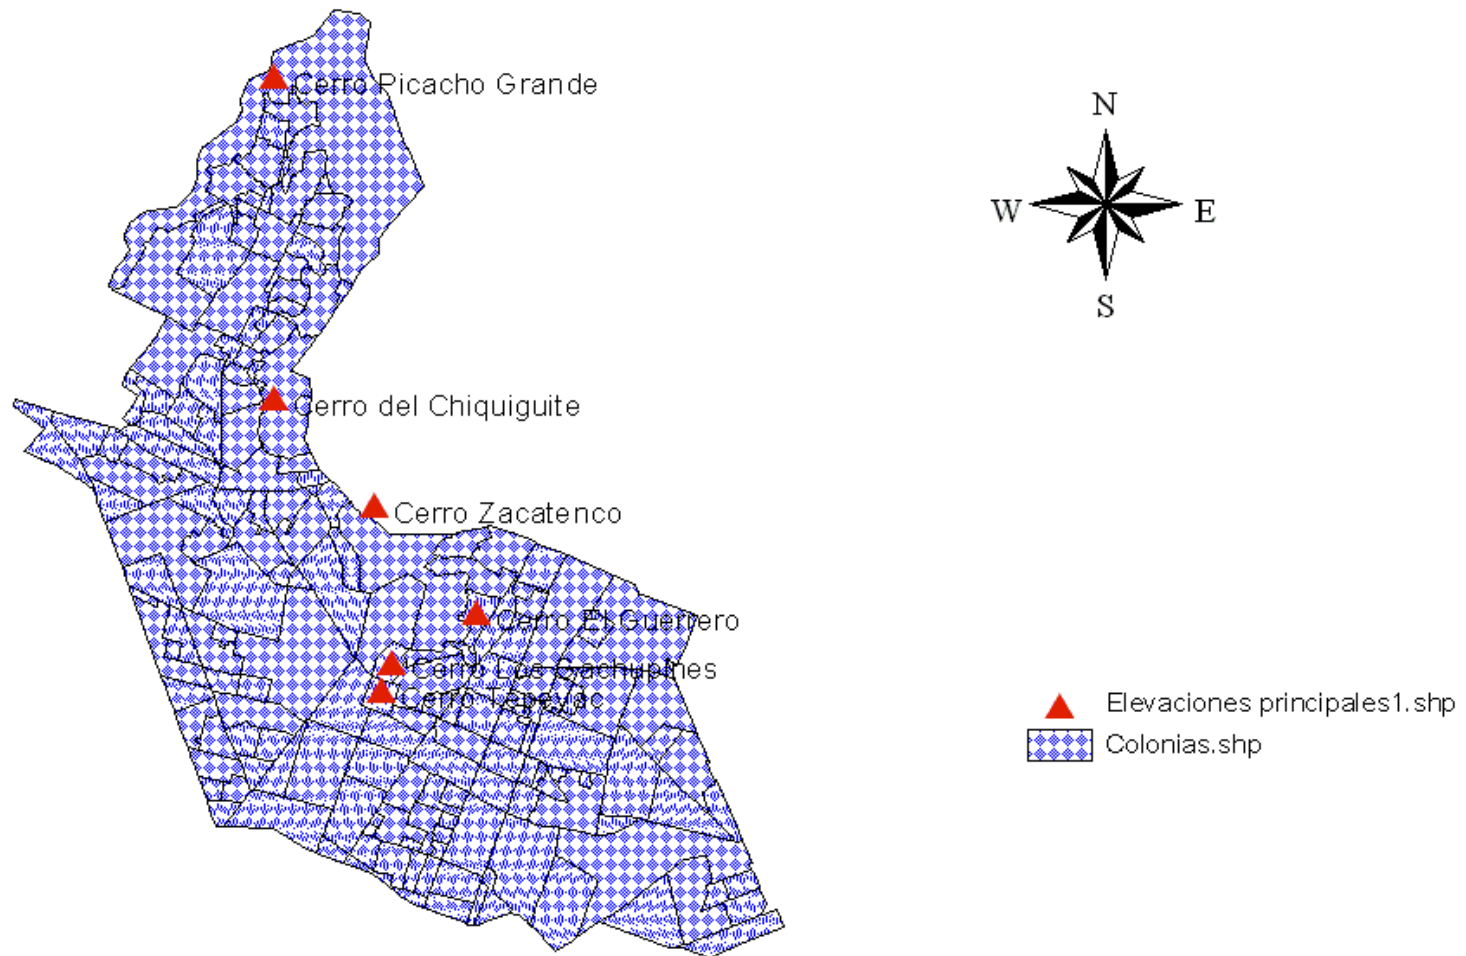 Cerro Picacho Grande
N
W
E
S
Cerro del Chiquiguite
Cerro Zacatenco
Cerro El Guerrero
Cerro Los Gachupines
Cerro Tepeyac
Elevaciones principales1.shp
Colonias.shp